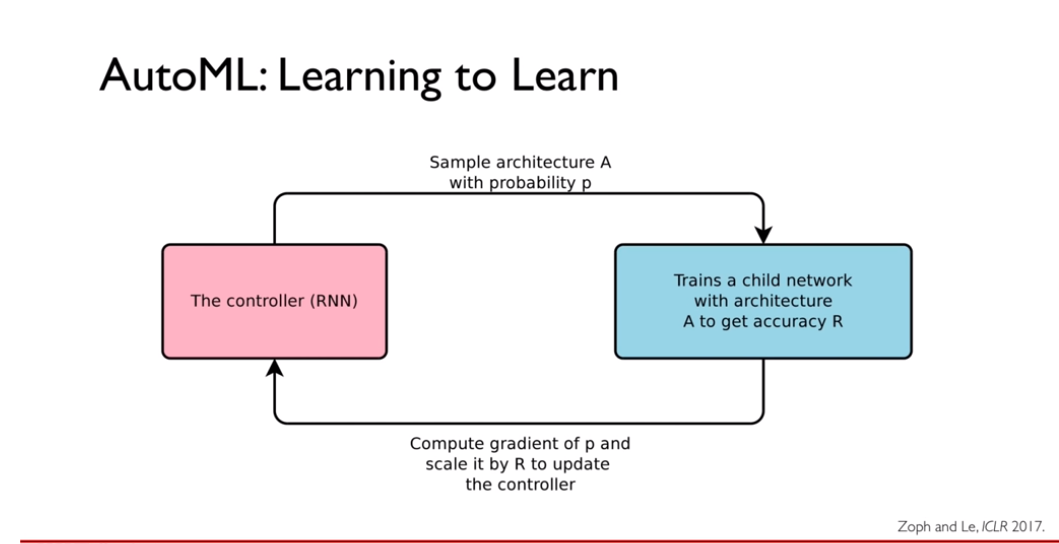 AutoML: Learning to Learn
Sample architecture A
with probability p
The controller (RNN)
Trains a child network
with architecture
A to get accuracy R
Compute gradient of p and
scale it by R to update
the controller
Zoph and Le, ICLR 2017.